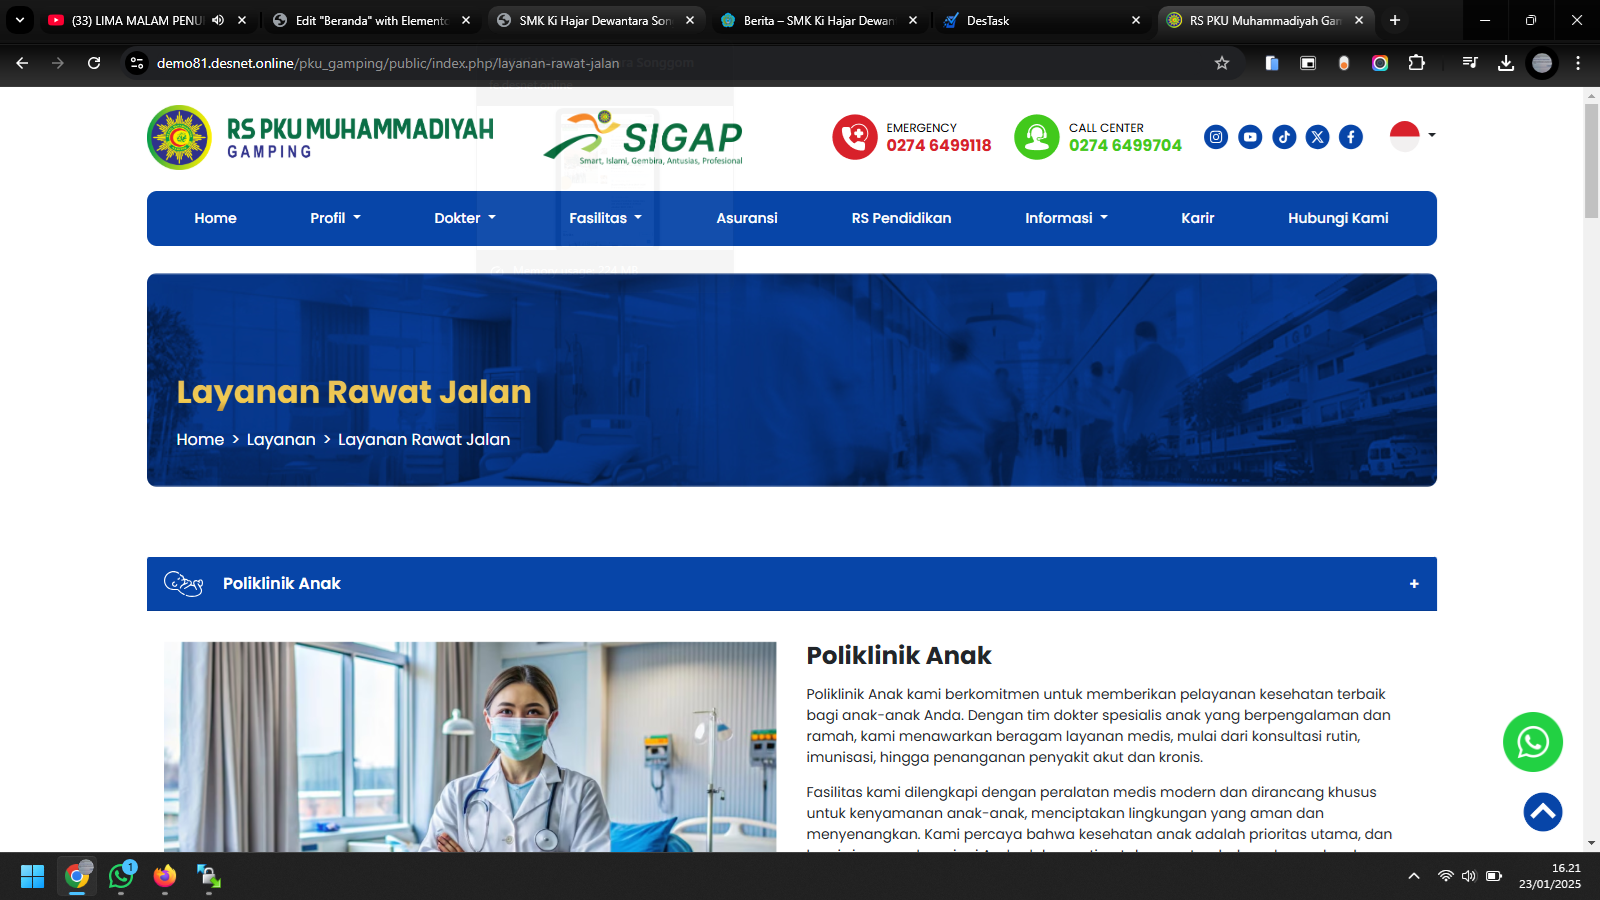 (33) LIMA MALAM PENU
Edit "Beranda" with Elemento
SMK Ki Hajar Dewantara Son
Berita – SMK Ki Hajar Dewan
DesTask
RS PKU Muhammadiyah Gam
demo81.desnet.online/pku_gamping/public/index.php/layanan-rawat-jalan
RS PKU MUHAMMADIYAH
GAMPING
SIGAP
Smart, Islami, Gembira, Antusias, Profesional
EMERGENCY
0274 6499118
CALL CENTER
0274 6499704
Home
Profil
Dokter
Fasilitas
Asuransi
RS Pendidikan
Informasi
Karir
Hubungi Kami
Layanan Rawat Jalan
Home > Layanan > Layanan Rawat Jalan
Poliklinik Anak
+
Poliklinik Anak
Poliklinik Anak kami berkomitmen untuk memberikan pelayanan kesehatan terbaik
bagi anak-anak Anda. Dengan tim dokter spesialis anak yang berpengalaman dan
ramah, kami menawarkan beragam layanan medis, mulai dari konsultasi rutin,
imunisasi, hingga penanganan penyakit akut dan kronis.
Fasilitas kami dilengkapi dengan peralatan medis modern dan dirancang khusus
untuk kenyamanan anak-anak, menciptakan lingkungan yang aman dan
menyenangkan. Kami percaya bahwa kesehatan anak adalah prioritas utama, dan
1
16.21
23/01/2025